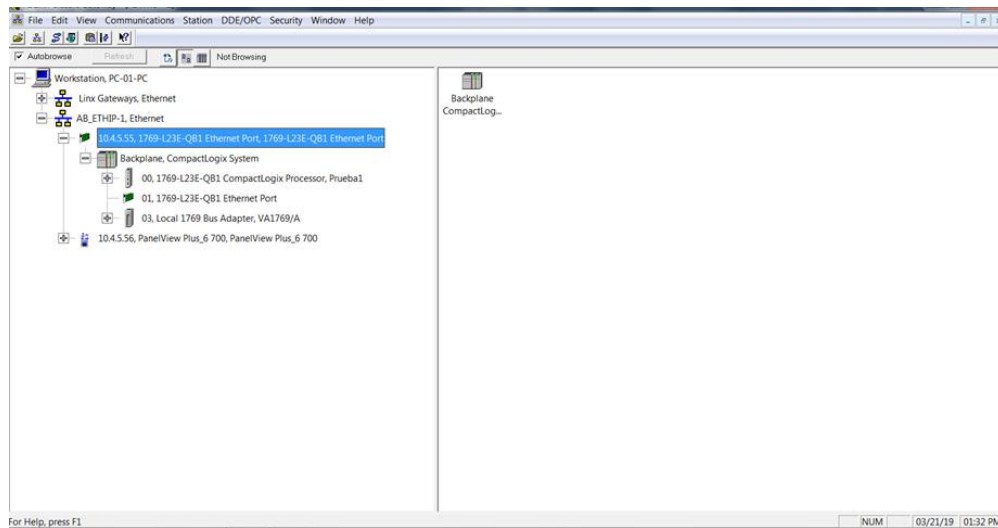 File Edit View Communications Station DDE/OPC Security Window Help
Autobrowse Refresh Not Browsing
Workstation, PC-01-PC
Linx Gateways, Ethernet
AB_ETHIP-1, Ethernet
10.4.5.55, 1769-L23E-QB1 Ethernet Port, 1769-L23E-QB1 Ethernet Port
Backplane, CompactLogix System
00, 1769-L23E-QB1 CompactLogix Processor, Prueba1
01, 1769-L23E-QB1 Ethernet Port
03, Local 1769 Bus Adapter, VA1769/A
10.4.5.56, PanelView Plus_6 700, PanelView Plus_6 700
Backplane
CompactLog...
For Help, press F1 NUM 03/21/19 01:32 PM